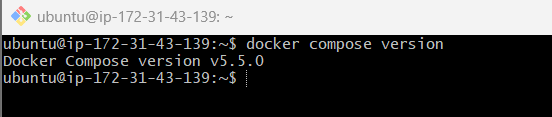 ubuntu@ip-172-31-43-139: ~
ubuntu@ip-172-31-43-139:~$ docker compose version
Docker Compose version v5.5.0
ubuntu@ip-172-31-43-139:~$